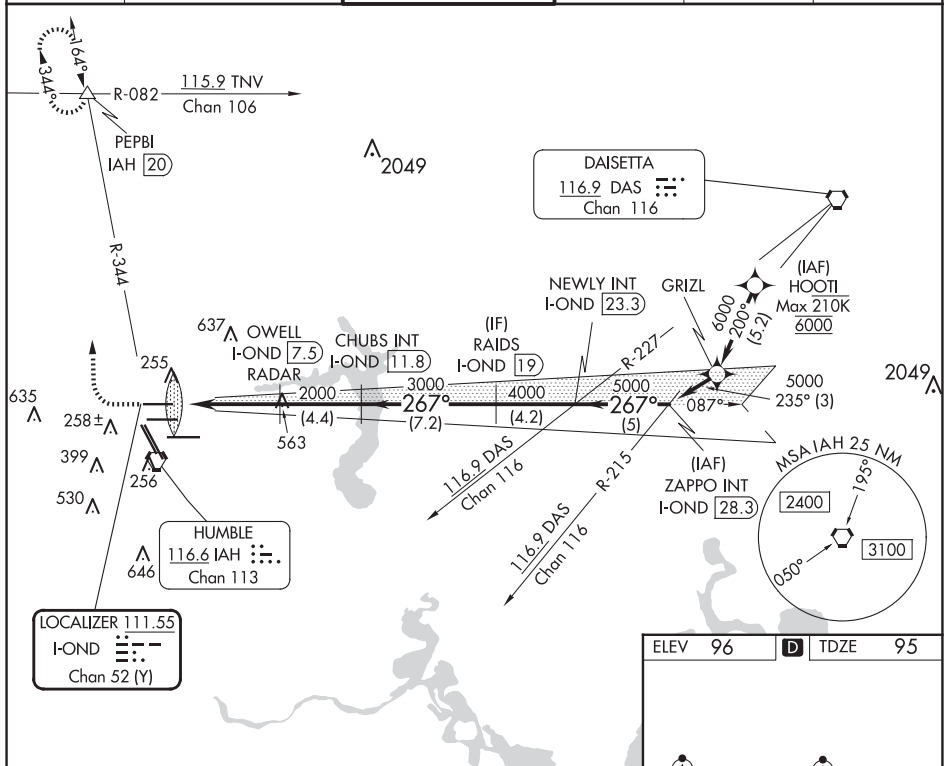 164°
344°
R-082
115.9 TNV
Chan 106
PEPBI
IAH 20
2049
DAISETTA
116.9 DAS
Chan 116
R-344
NEWLY INT
I-OND 23.3
GRIZL
(IAF)
HOOTI
Max 210K
6000
6000
200°
(5.2)
637
OWELL
I-OND 7.5
RADAR
CHUBS INT
I-OND 11.8
(IF)
RAIDS
I-OND 19
R-227
255
2000
3000
4000
5000
5000
235° (3)
2049
635
258±
267°
267°
087°
(4.4)
(7.2)
(4.2)
(5)
563
399
256
530
116.9 DAS
Chan 116
R-215
(IAF)
ZAPPO INT
I-OND 28.3
MSA IAH 25 NM
195°
2400
3100
050°
116.9 DAS
Chan 116
646
HUMBLE
116.6 IAH
Chan 113
LOCALIZER 111.55
I-OND
Chan 52 (Y)
ELEV 96
D
TDZE 95